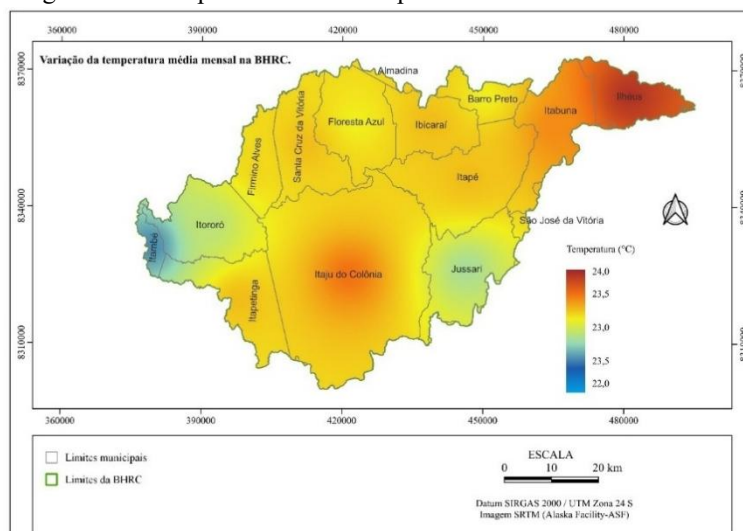 360000 390000 420000 450000 480000
Variação da temperatura média mensal na BHRC.
8370000
Almadina
Barro Preto
Ilhéus
Itabuna
Floresta Azul
Ibicaraí
Santa Cruz da Vitória
Firmino Alves
Itapé
8340000
São José da Vitória
Itororó
Itambé
Temperatura (°C)
Itaju do Colônia
Jussari
24,0
23,5
23,0
23,5
22,0
Itapetinga
8310000
360000 390000 420000 450000 480000
Limites municipais
Limites da BHRC
ESCALA
0 10 20 km
Datum SIRGAS 2000 / UTM Zona 24 S
Imagem SRTM (Alaska Facility-ASF)